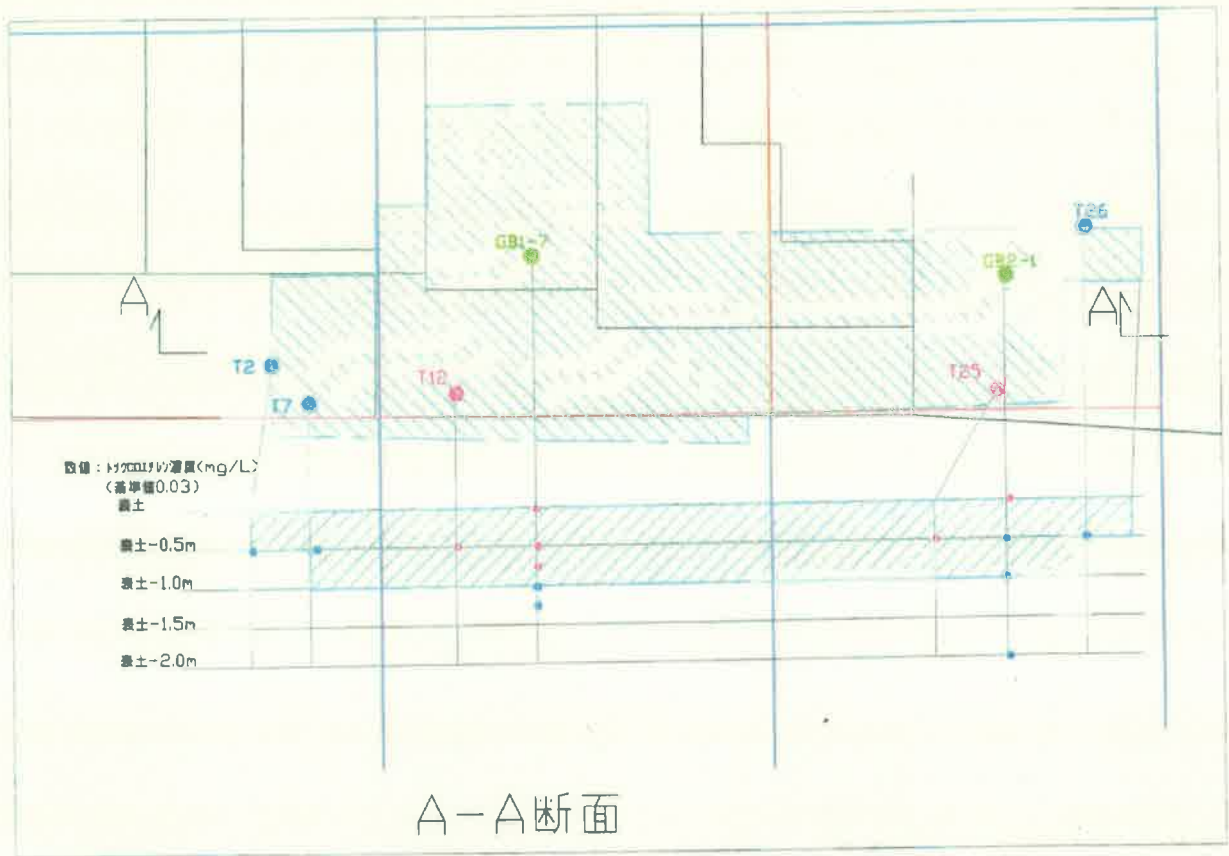 T26
GB1-7
GB2-1
A
A
T2
T7
T12
T25
数値：トリクロロエチレン濃度(mg/L)
(基準値0.03)
表土
表土-0.5m
表土-1.0m
表土-1.5m
表土-2.0m
A-A断面